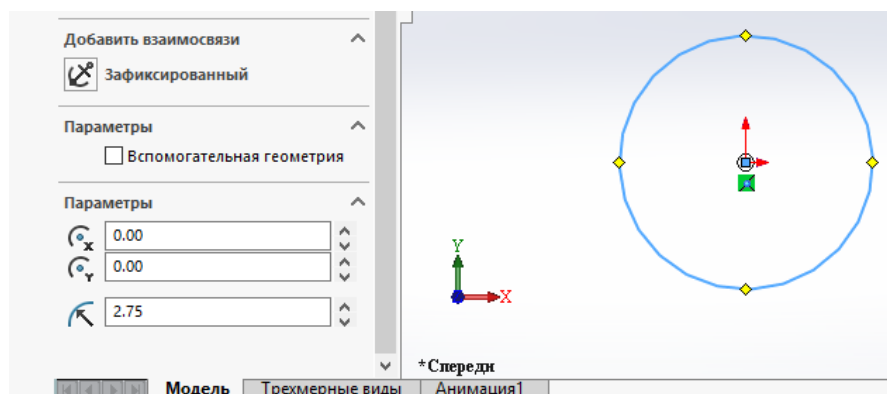 Добавить взаимосвязи
Зафиксированный
Параметры
Вспомогательная геометрия
Параметры
X 0.00
Y 0.00
2.75
Y
X
*Спереди
Модель Трехмерные виды Анимация1